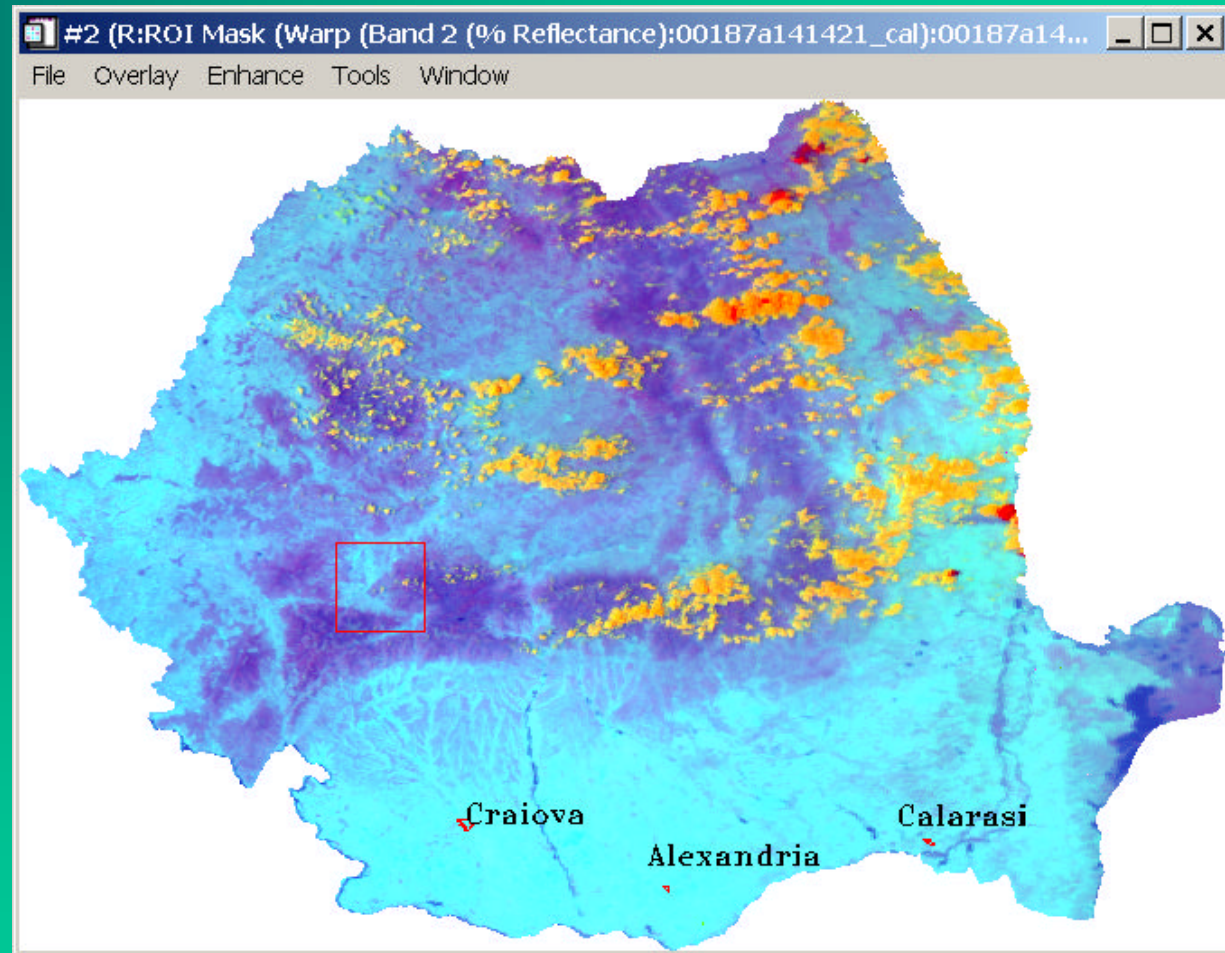 #2 (R:ROI Mask (Warp (Band 2 (% Reflectance):00187a141421_cal):00187a14...
File Overlay Enhance Tools Window
Craiova
Calarasi
Alexandria